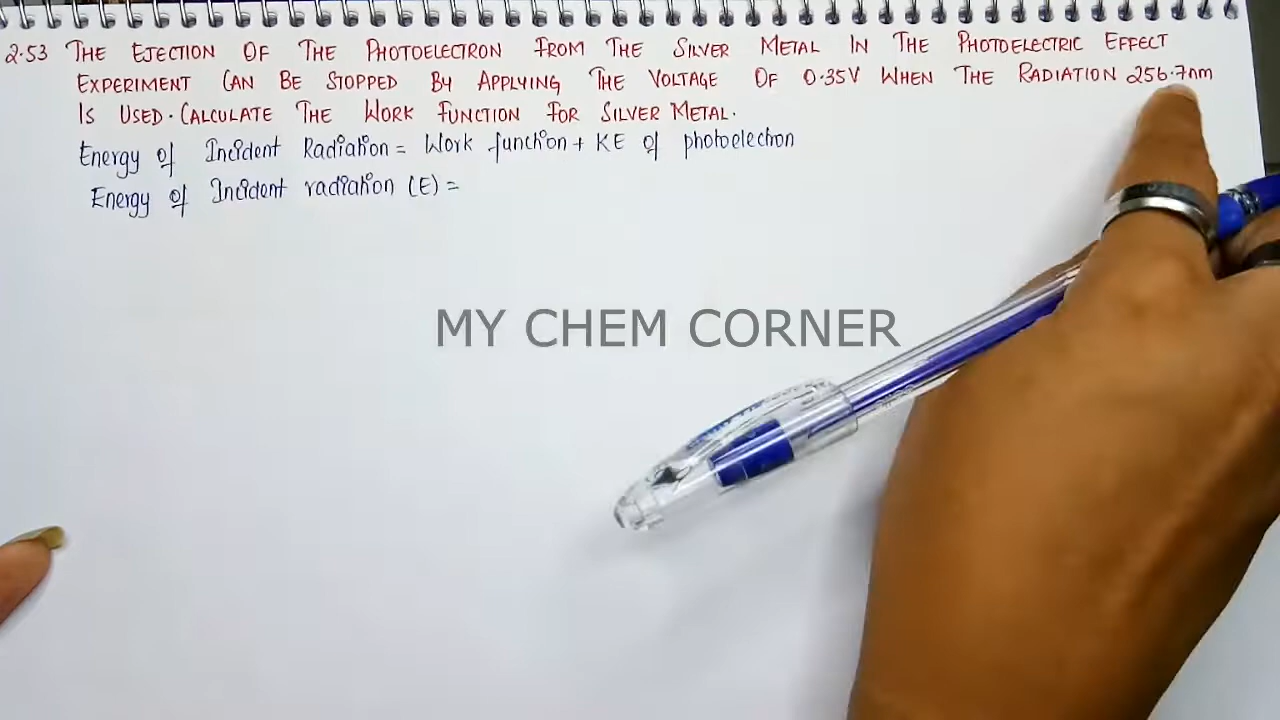 2.53 THE EJECTION OF THE PHOTOELECTRON FROM THE SILVER METAL IN THE PHOTOELECTRIC EFFECT
EXPERIMENT CAN BE STOPPED BY APPLYING THE VOLTAGE OF 0.35V WHEN THE RADIATION 256.7nm
IS USED. CALCULATE THE WORK FUNCTION FOR SILVER METAL.
Energy of Incident Radiation = Work function + KE of photoelectron
Energy of Incident radiation (E) =
MY CHEM CORNER